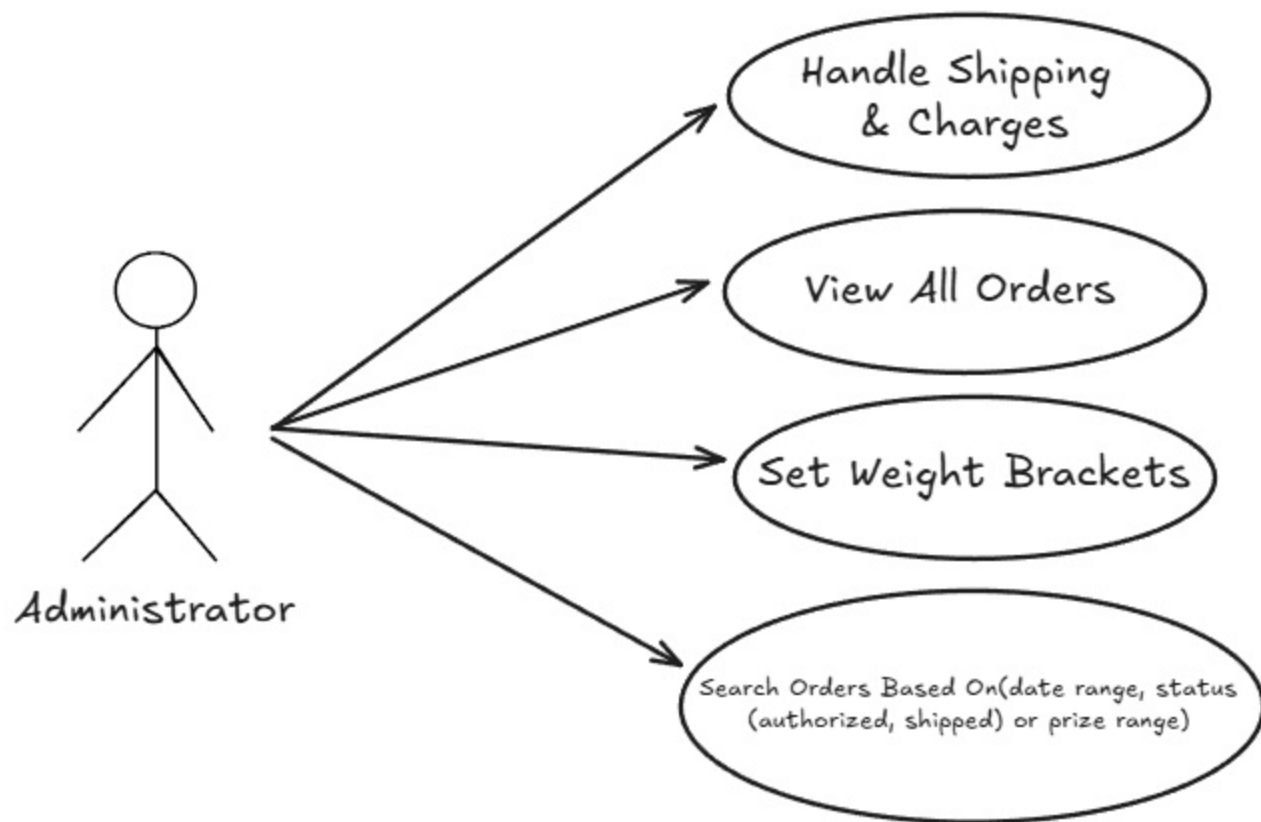 Handle Shipping
& Charges
View All Orders
Set Weight Brackets
Administrator
Search Orders Based On(date range, status
(authorized, shipped) or prize range)